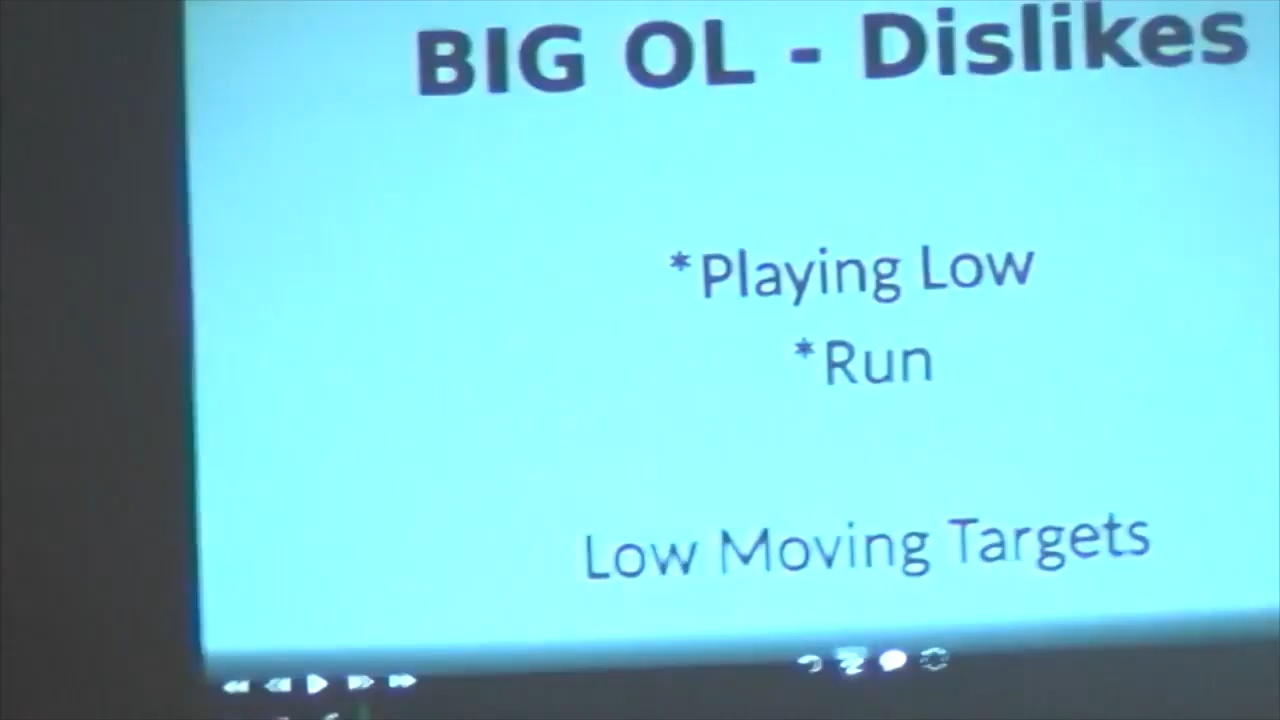 BIG OL - Dislikes
*Playing Low
*Run
Low Moving Targets